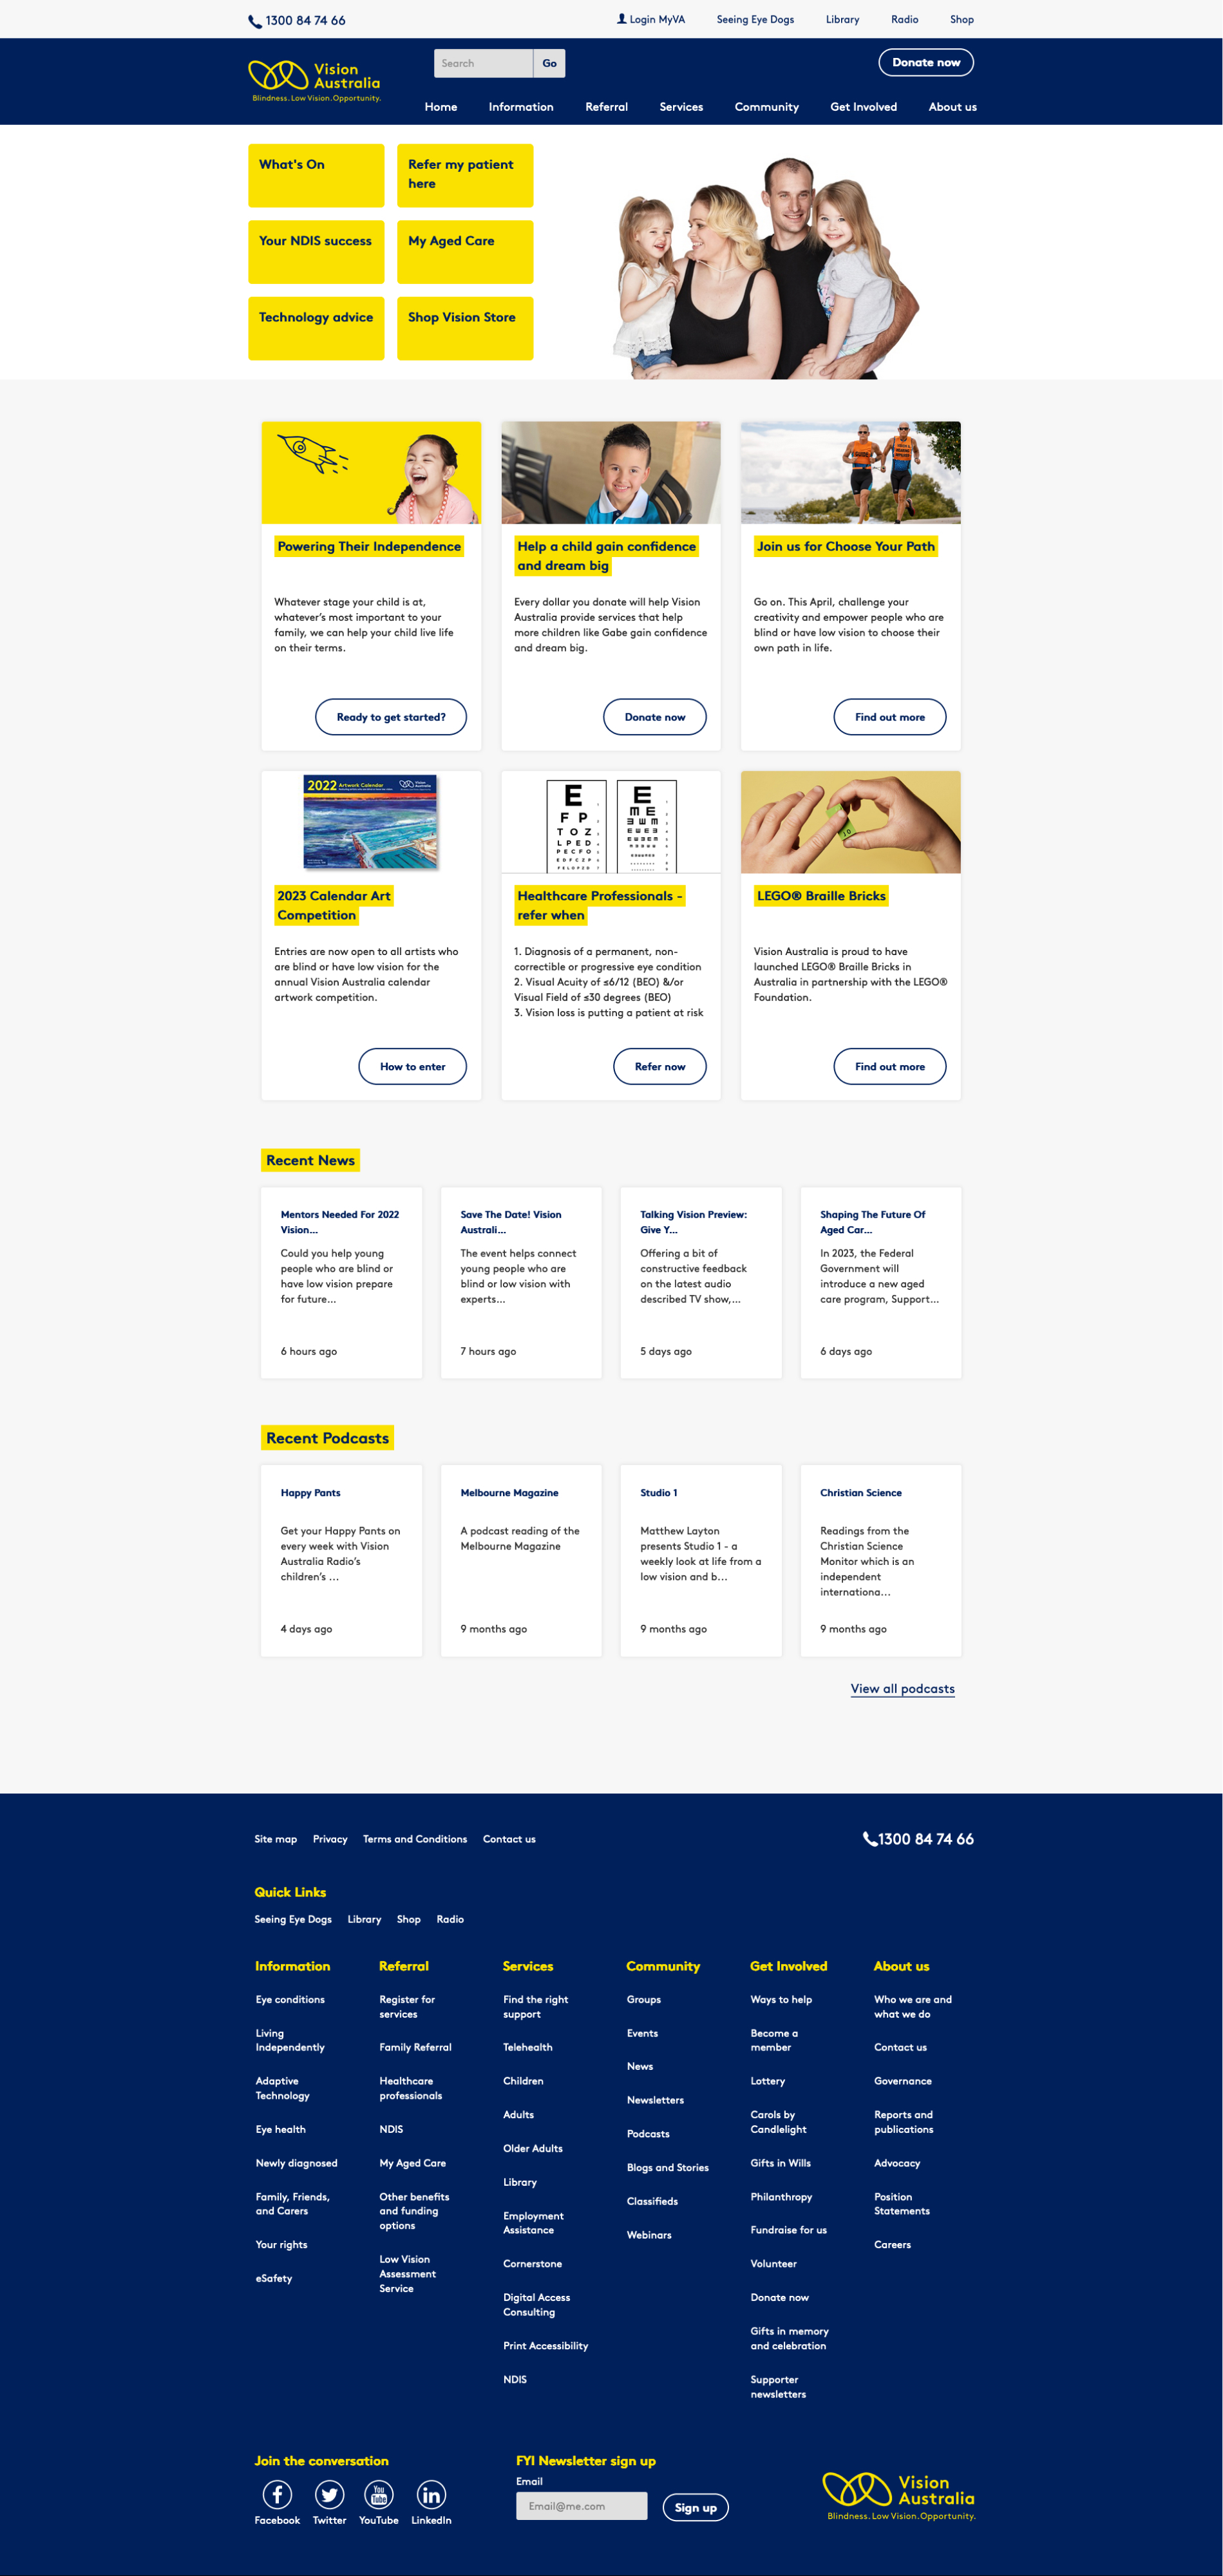 1300 84 74 66
Login MyVA
Seeing Eye Dogs
Library
Radio
Shop
Vision
Australia
Blindness. Low Vision. Opportunity.
Search
Go
Donate now
Home
Information
Referral
Services
Community
Get Involved
About us
What's On
Refer my patient
here
Your NDIS success
My Aged Care
Technology advice
Shop Vision Store
Powering Their Independence
Whatever stage your child is at,
whatever's most important to your
family, we can help your child live life
on their terms.
Ready to get started?
Help a child gain confidence
and dream big
Every dollar you donate will help Vision
Australia provide services that help
more children like Gabe gain confidence
and dream big.
Donate now
Join us for Choose Your Path
Go on. This April, challenge your
creativity and empower people who are
blind or have low vision to choose their
own path in life.
Find out more
2022 Artwork Calendar
Vision
Australia
2023 Calendar Art
Competition
Entries are now open to all artists who
are blind or have low vision for the
annual Vision Australia calendar
artwork competition.
How to enter
E
F P
T O Z
L P E D
P E C F D
E D F C Z P
F E L O P Z D
Healthcare Professionals -
refer when
1. Diagnosis of a permanent, non-
correctible or progressive eye condition
2. Visual Acuity of ≤6/12 (BEO) &/or
Visual Field of ≤30 degrees (BEO)
3. Vision loss is putting a patient at risk
Refer now
LEGO® Braille Bricks
Vision Australia is proud to have
launched LEGO® Braille Bricks in
Australia in partnership with the LEGO®
Foundation.
Find out more
Recent News
Mentors Needed For 2022
Vision...
Could you help young
people who are blind or
have low vision prepare
for future...
6 hours ago
Save The Date! Vision
Australi...
The event helps connect
young people who are
blind or low vision with
experts...
7 hours ago
Talking Vision Preview:
Give Y...
Offering a bit of
constructive feedback
on the latest audio
described TV show,...
5 days ago
Shaping The Future Of
Aged Car...
In 2023, the Federal
Government will
introduce a new aged
care program, Support...
6 days ago
Recent Podcasts
Happy Pants
Get your Happy Pants on
every week with Vision
Australia Radio's
children's ...
4 days ago
Melbourne Magazine
A podcast reading of the
Melbourne Magazine
9 months ago
Studio 1
Matthew Layton
presents Studio 1 - a
weekly look at life from a
low vision and b...
9 months ago
Christian Science
Readings from the
Christian Science
Monitor which is an
independent
internationa...
9 months ago
View all podcasts
Site map
Privacy
Terms and Conditions
Contact us
1300 84 74 66
Quick Links
Seeing Eye Dogs
Library
Shop
Radio
Information
Eye conditions
Living
Independently
Adaptive
Technology
Eye health
Newly diagnosed
Family, Friends,
and Carers
Your rights
eSafety
Referral
Register for
services
Family Referral
Healthcare
professionals
NDIS
My Aged Care
Other benefits
and funding
options
Low Vision
Assessment
Service
Services
Find the right
support
Telehealth
Children
Adults
Older Adults
Library
Employment
Assistance
Cornerstone
Digital Access
Consulting
Print Accessibility
NDIS
Community
Groups
Events
News
Newsletters
Podcasts
Blogs and Stories
Classifieds
Webinars
Get Involved
Ways to help
Become a
member
Lottery
Carols by
Candlelight
Gifts in Wills
Philanthropy
Fundraise for us
Volunteer
Donate now
Gifts in memory
and celebration
Supporter
newsletters
About us
Who we are and
what we do
Contact us
Governance
Reports and
publications
Advocacy
Position
Statements
Careers
Join the conversation
Facebook
Twitter
You
Tube
YouTube
in
LinkedIn
FYI Newsletter sign up
Email
Email@me.com
Sign up
Vision
Australia
Blindness. Low Vision. Opportunity.